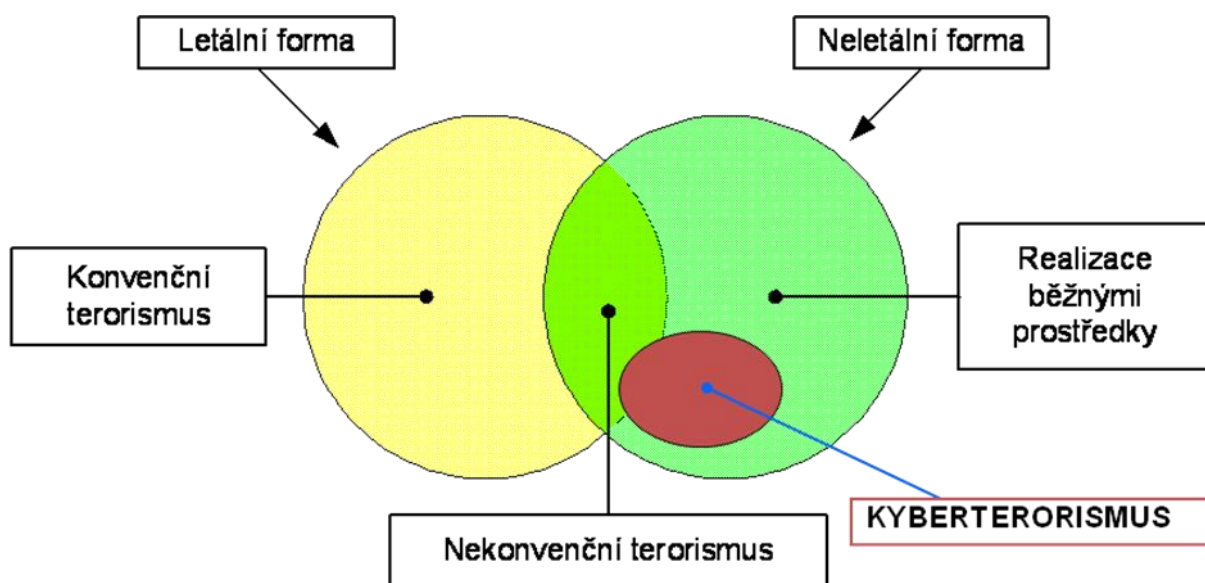 Letální forma
Neletální forma
Konvenční
terorismus
Realizace
běžnými
prostředky
KYBERTERORISMUS
Nekonvenční terorismus